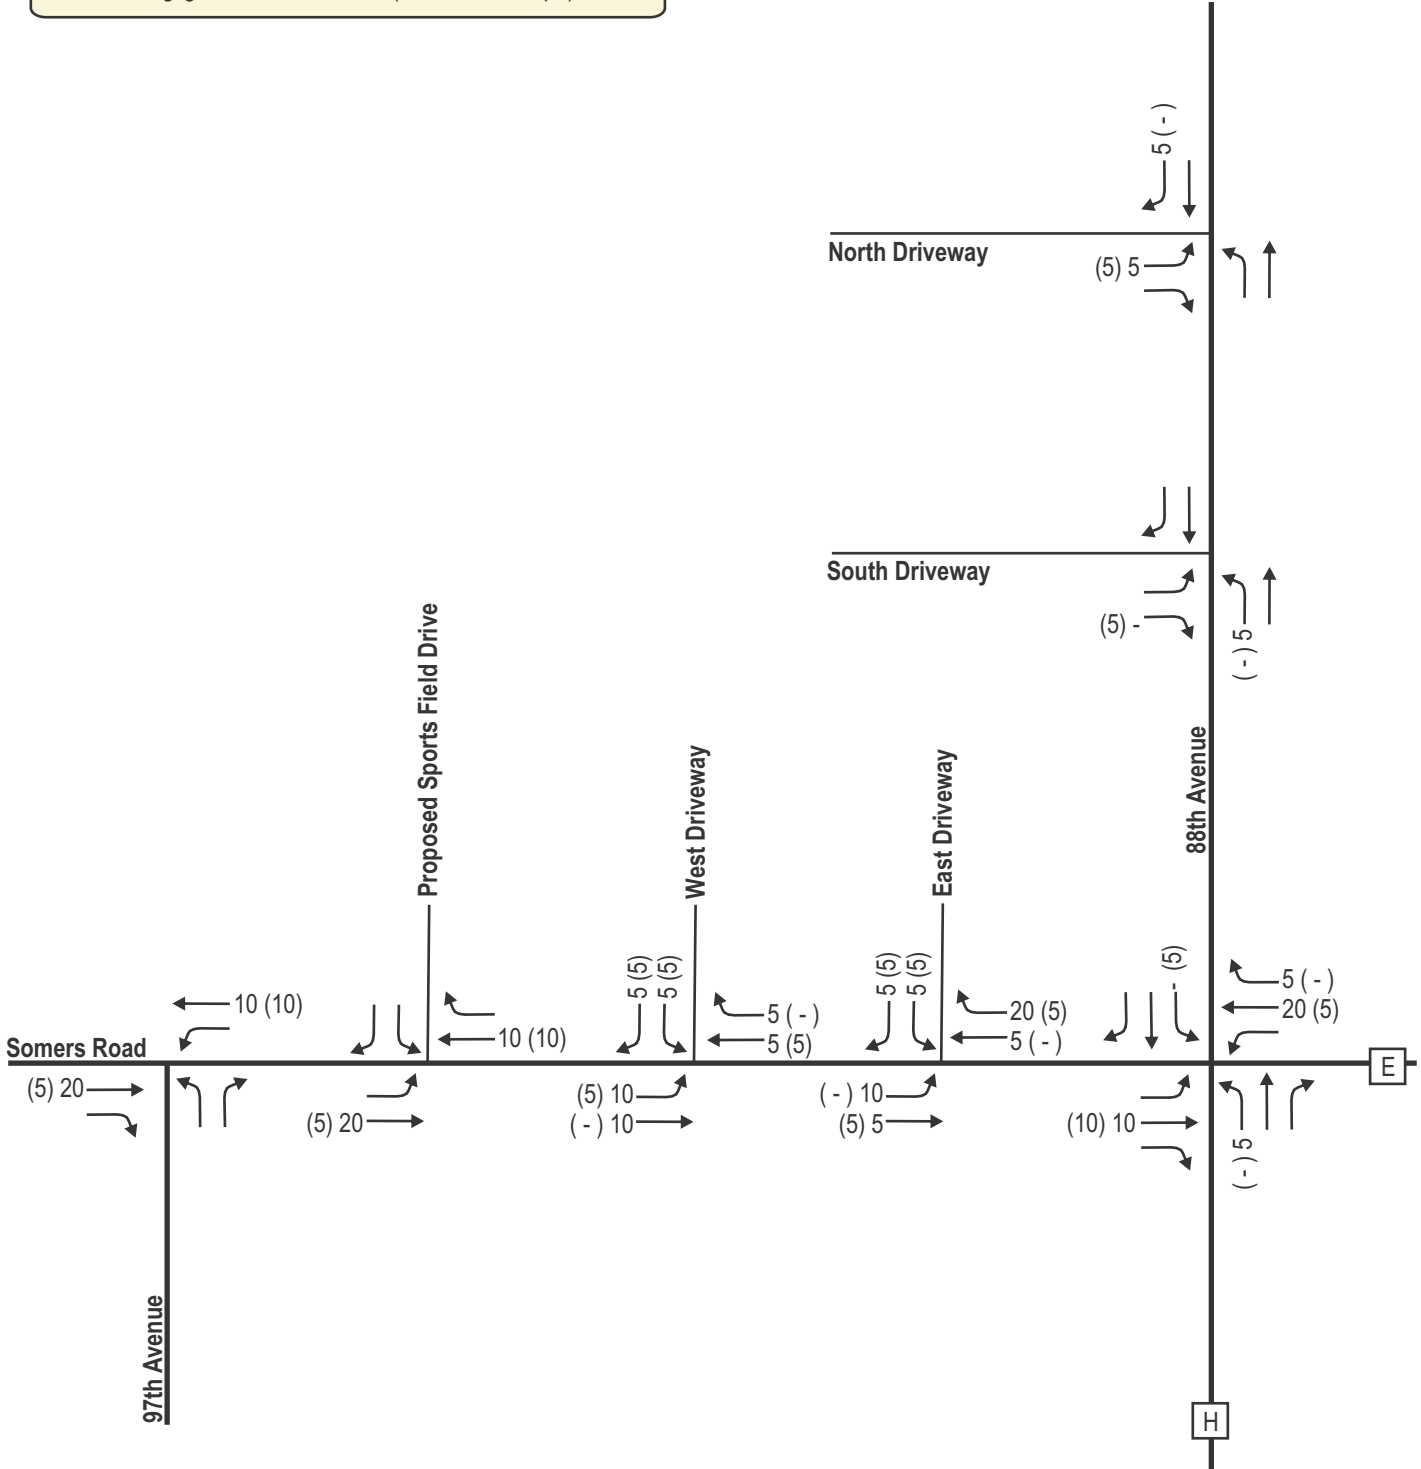 5 ( - )
North Driveway
(5) 5
South Driveway
(5) -
( - ) 5
Proposed Sports Field Drive
West Driveway
East Driveway
88th Avenue
10 (10)
10 (10)
5 (5)
5 (5)
5 ( - )
5 (5)
5 (5)
5 (5)
20 (5)
5 ( - )
- (5)
5 ( - )
20 (5)
Somers Road
E
(5) 20
(5) 20
(5) 10
( - ) 10
( - ) 10
(5) 5
(10) 10
( - ) 5
97th Avenue
H